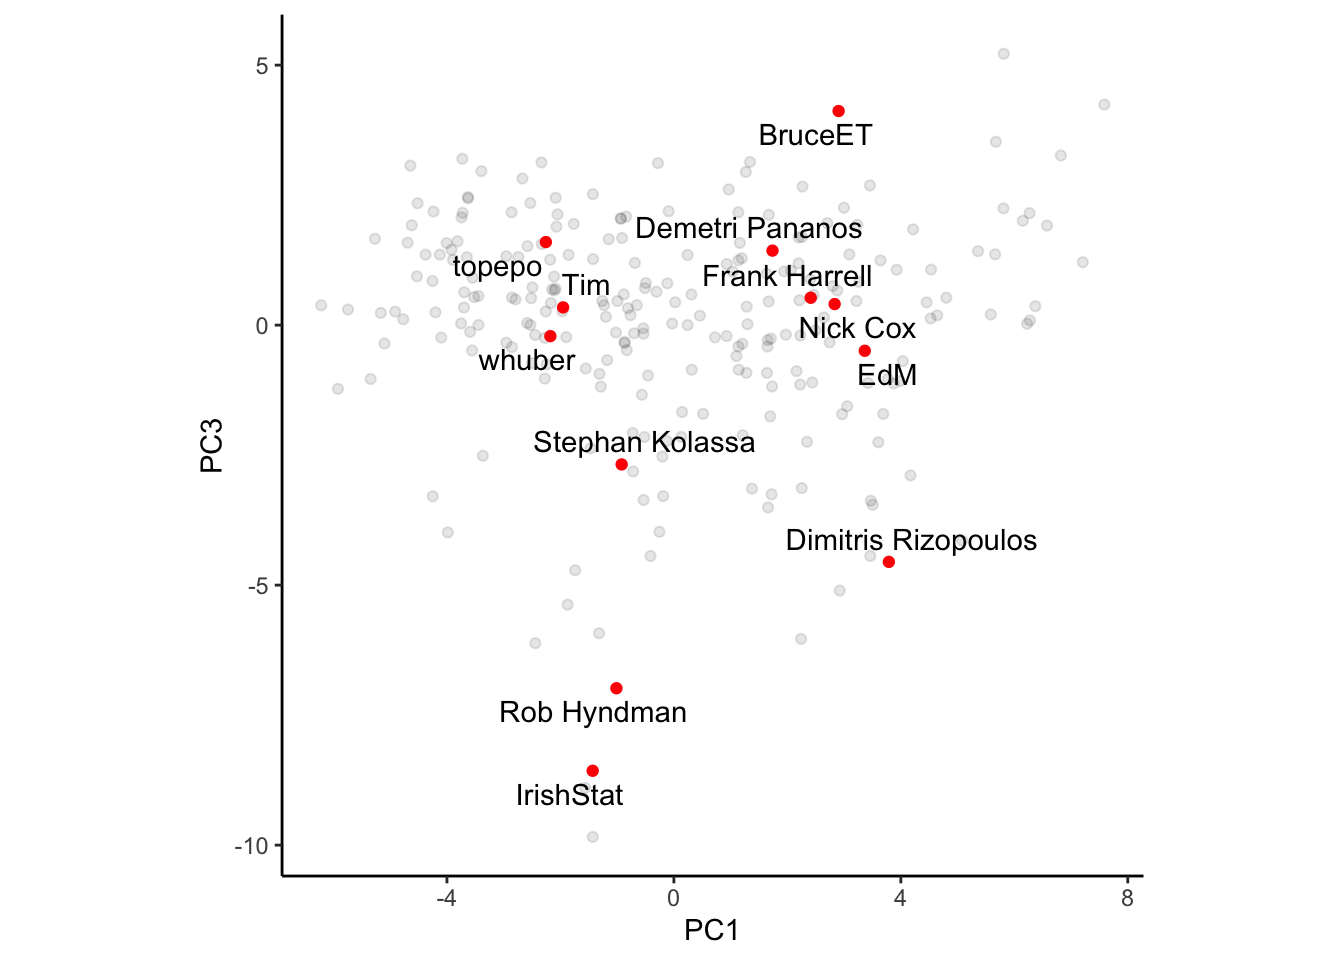 5
BruceET
Demetri Pananos
topepo
Tim
Frank Harrell
0
Nick Cox
whuber
EdM
PC3
Stephan Kolassa
Dimitris Rizopoulos
-5
Rob Hyndman
IrishStat
-10
-4
0
4
8
PC1